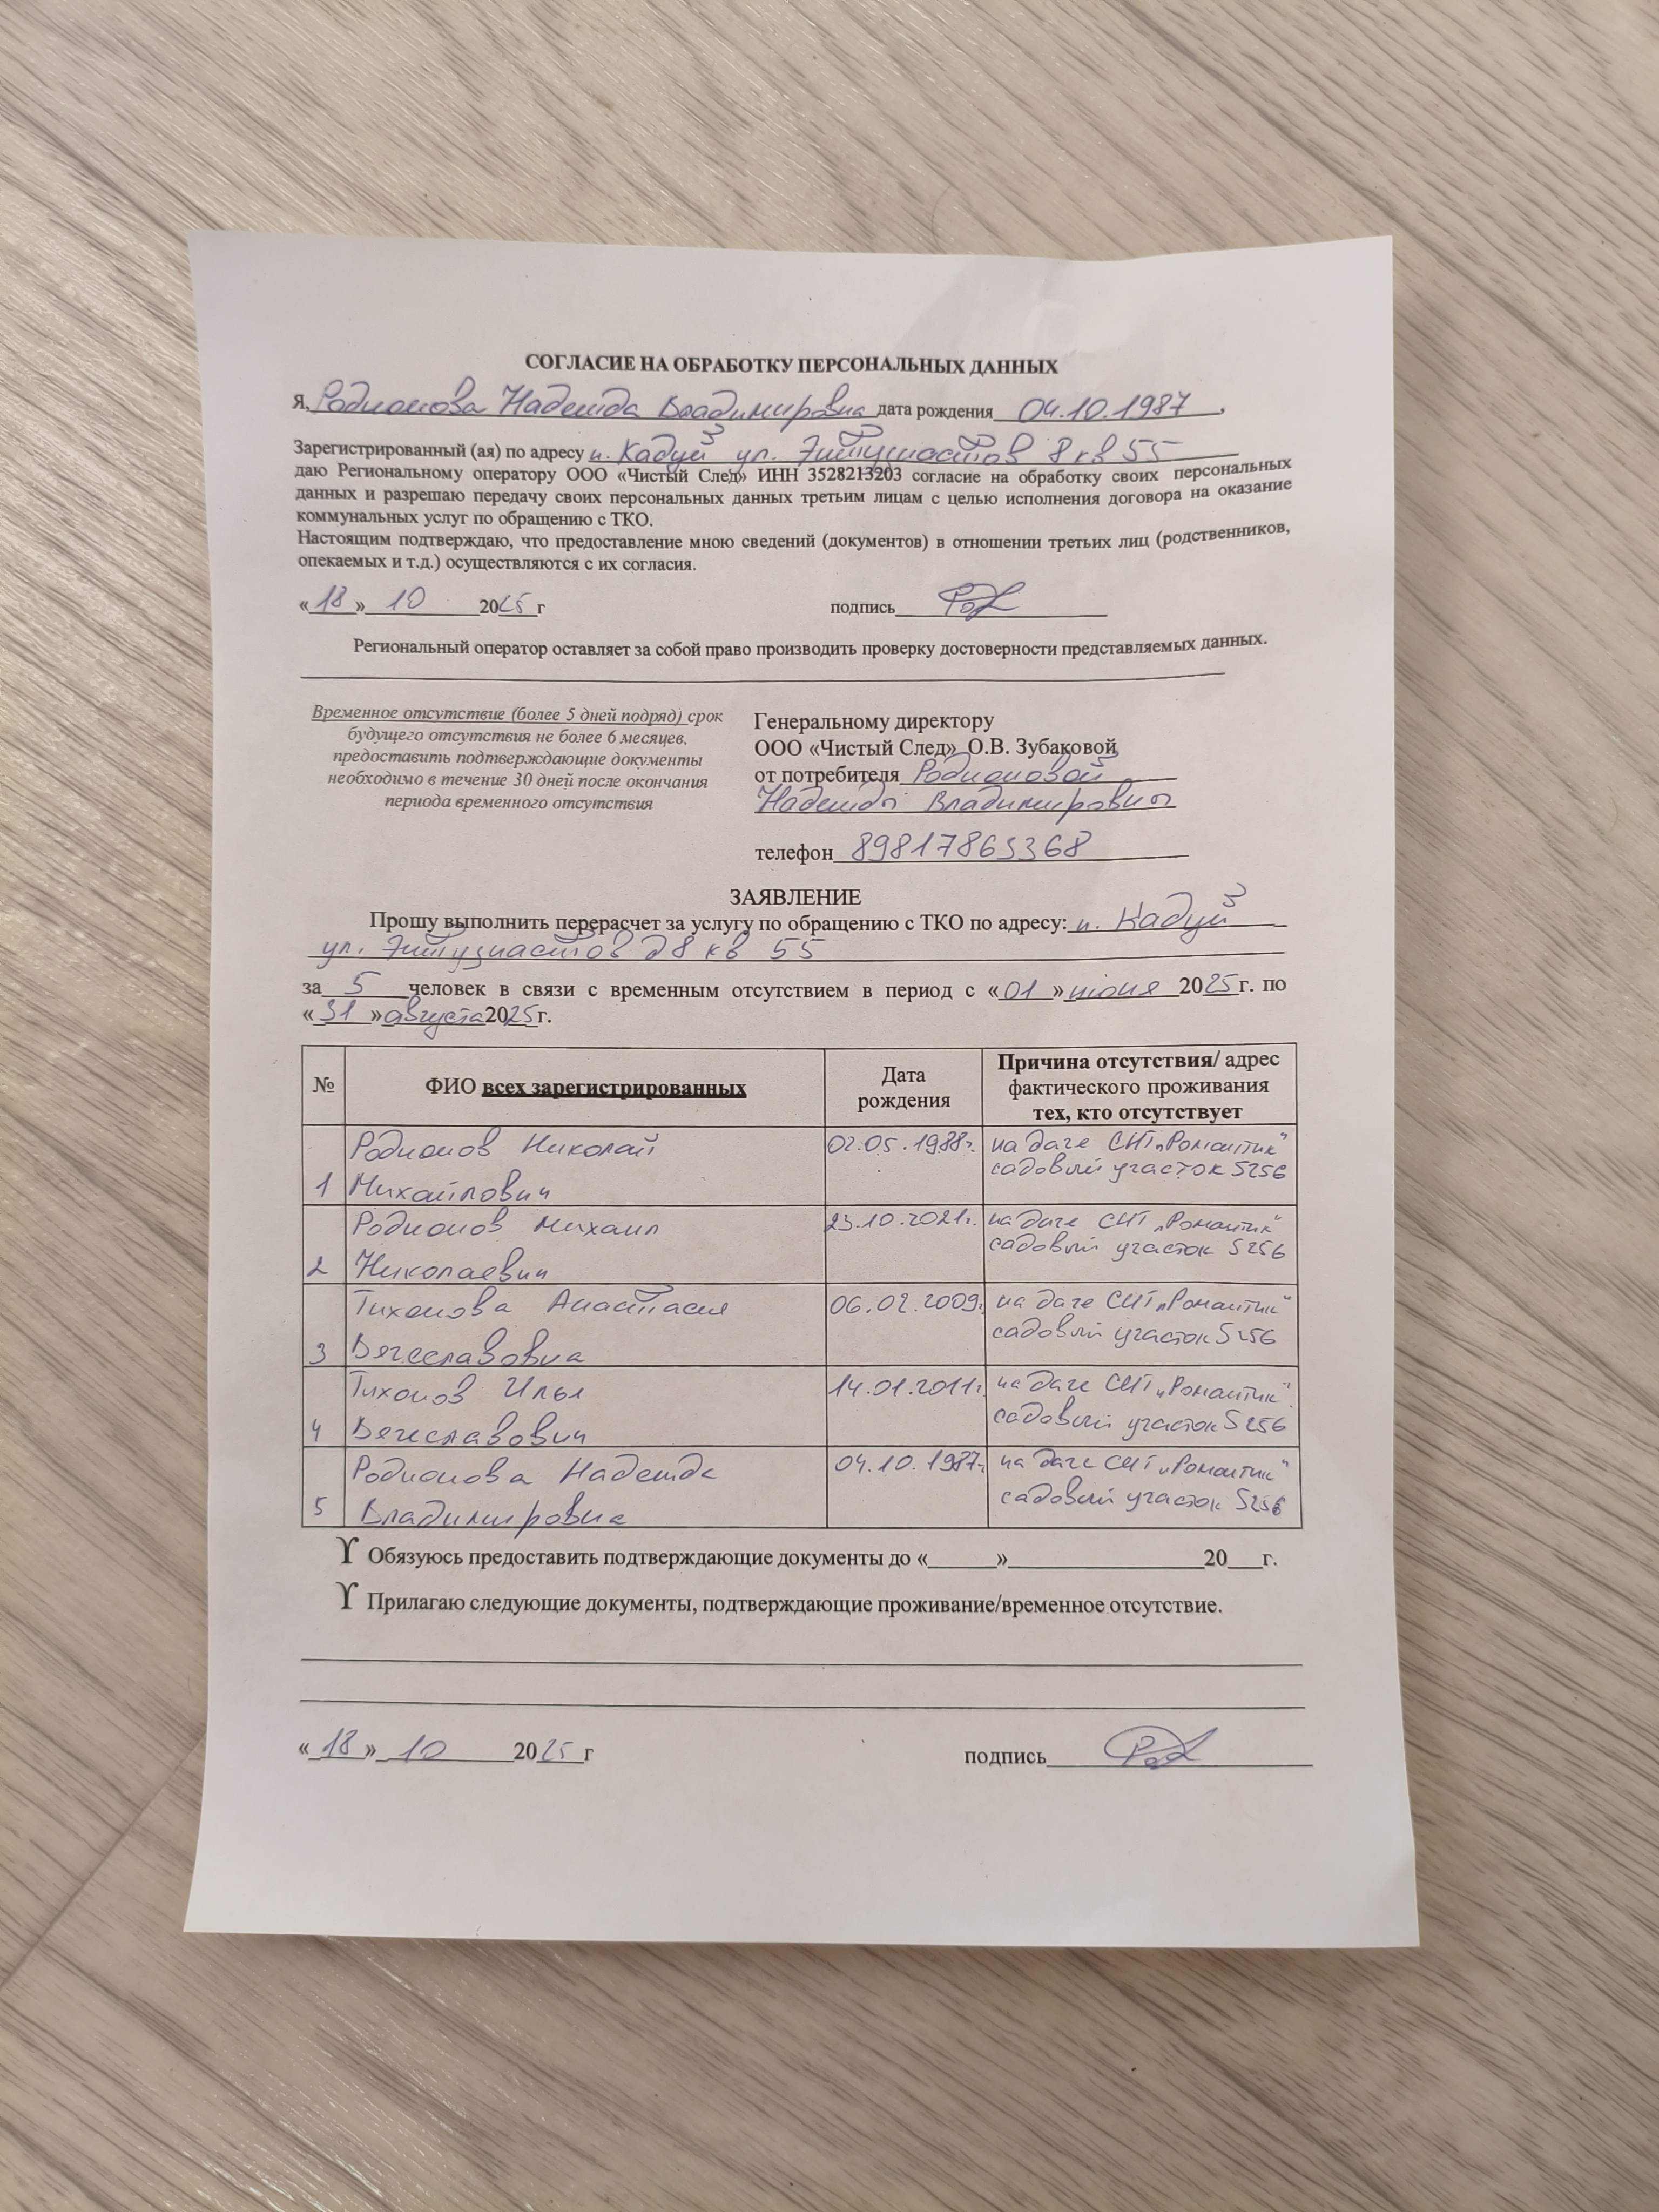 СОГЛАСИЕ НА ОБРАБОТКУ ПЕРСОНАЛЬНЫХ ДАННЫХ
Я, Родионова Надежда Владимировна дата рождения 04.10.1987,
Зарегистрированный (ая) по адресу п. Кадуй ул. Энтузиастов 8 кв 55
даю Региональному оператору ООО «Чистый След» ИНН 3528213203 согласие на обработку своих персональных
данных и разрешаю передачу своих персональных данных третьим лицам с целью исполнения договора на оказание
коммунальных услуг по обращению с ТКО.
Настоящим подтверждаю, что предоставление мною сведений (документов) в отношении третьих лиц (родственников,
опекаемых и т.д.) осуществляются с их согласия.
«18» 10 2025 г подпись
Региональный оператор оставляет за собой право производить проверку достоверности представляемых данных.
Временное отсутствие (более 5 дней подряд) срок
будущего отсутствия не более 6 месяцев,
предоставить подтверждающие документы
необходимо в течение 30 дней после окончания
периода временного отсутствия
Генеральному директору
ООО «Чистый След» О.В. Зубаковой
от потребителя Родионовой
Надежды Владимировны
телефон 89817865368
ЗАЯВЛЕНИЕ
Прошу выполнить перерасчет за услугу по обращению с ТКО по адресу: п. Кадуй
ул. Энтузиастов д 8 кв 55
за 5 человек в связи с временным отсутствием в период с «01» июня 2025г. по
«31» августа 2025г.
№ ФИО всех зарегистрированных Дата рождения Причина отсутствия/ адрес фактического проживания тех, кто отсутствует
Родионов Николай 02.05.1988г. на даче СНТ „Романтик"
1 Михайлович садовый участок 5256
Родионов Михаил 23.10.2021г. на даче СНТ „Романтик"
2 Николаевич садовый участок 5256
Тихонова Анастасия 06.02.2009г. на даче СНТ „Романтик"
3 Вячеславовна садовый участок 5256
Тихонов Илья 14.01.2011г. на даче СНТ „Романтик"
4 Вячеславович садовый участок 5256
Родионова Надежда 04.10.1987г. на даче СНТ „Романтик"
5 Владимировна садовый участок 5256
ϒ Обязуюсь предоставить подтверждающие документы до «______»__________________20___г.
ϒ Прилагаю следующие документы, подтверждающие проживание/временное отсутствие.
«18» 10 2025 г подпись